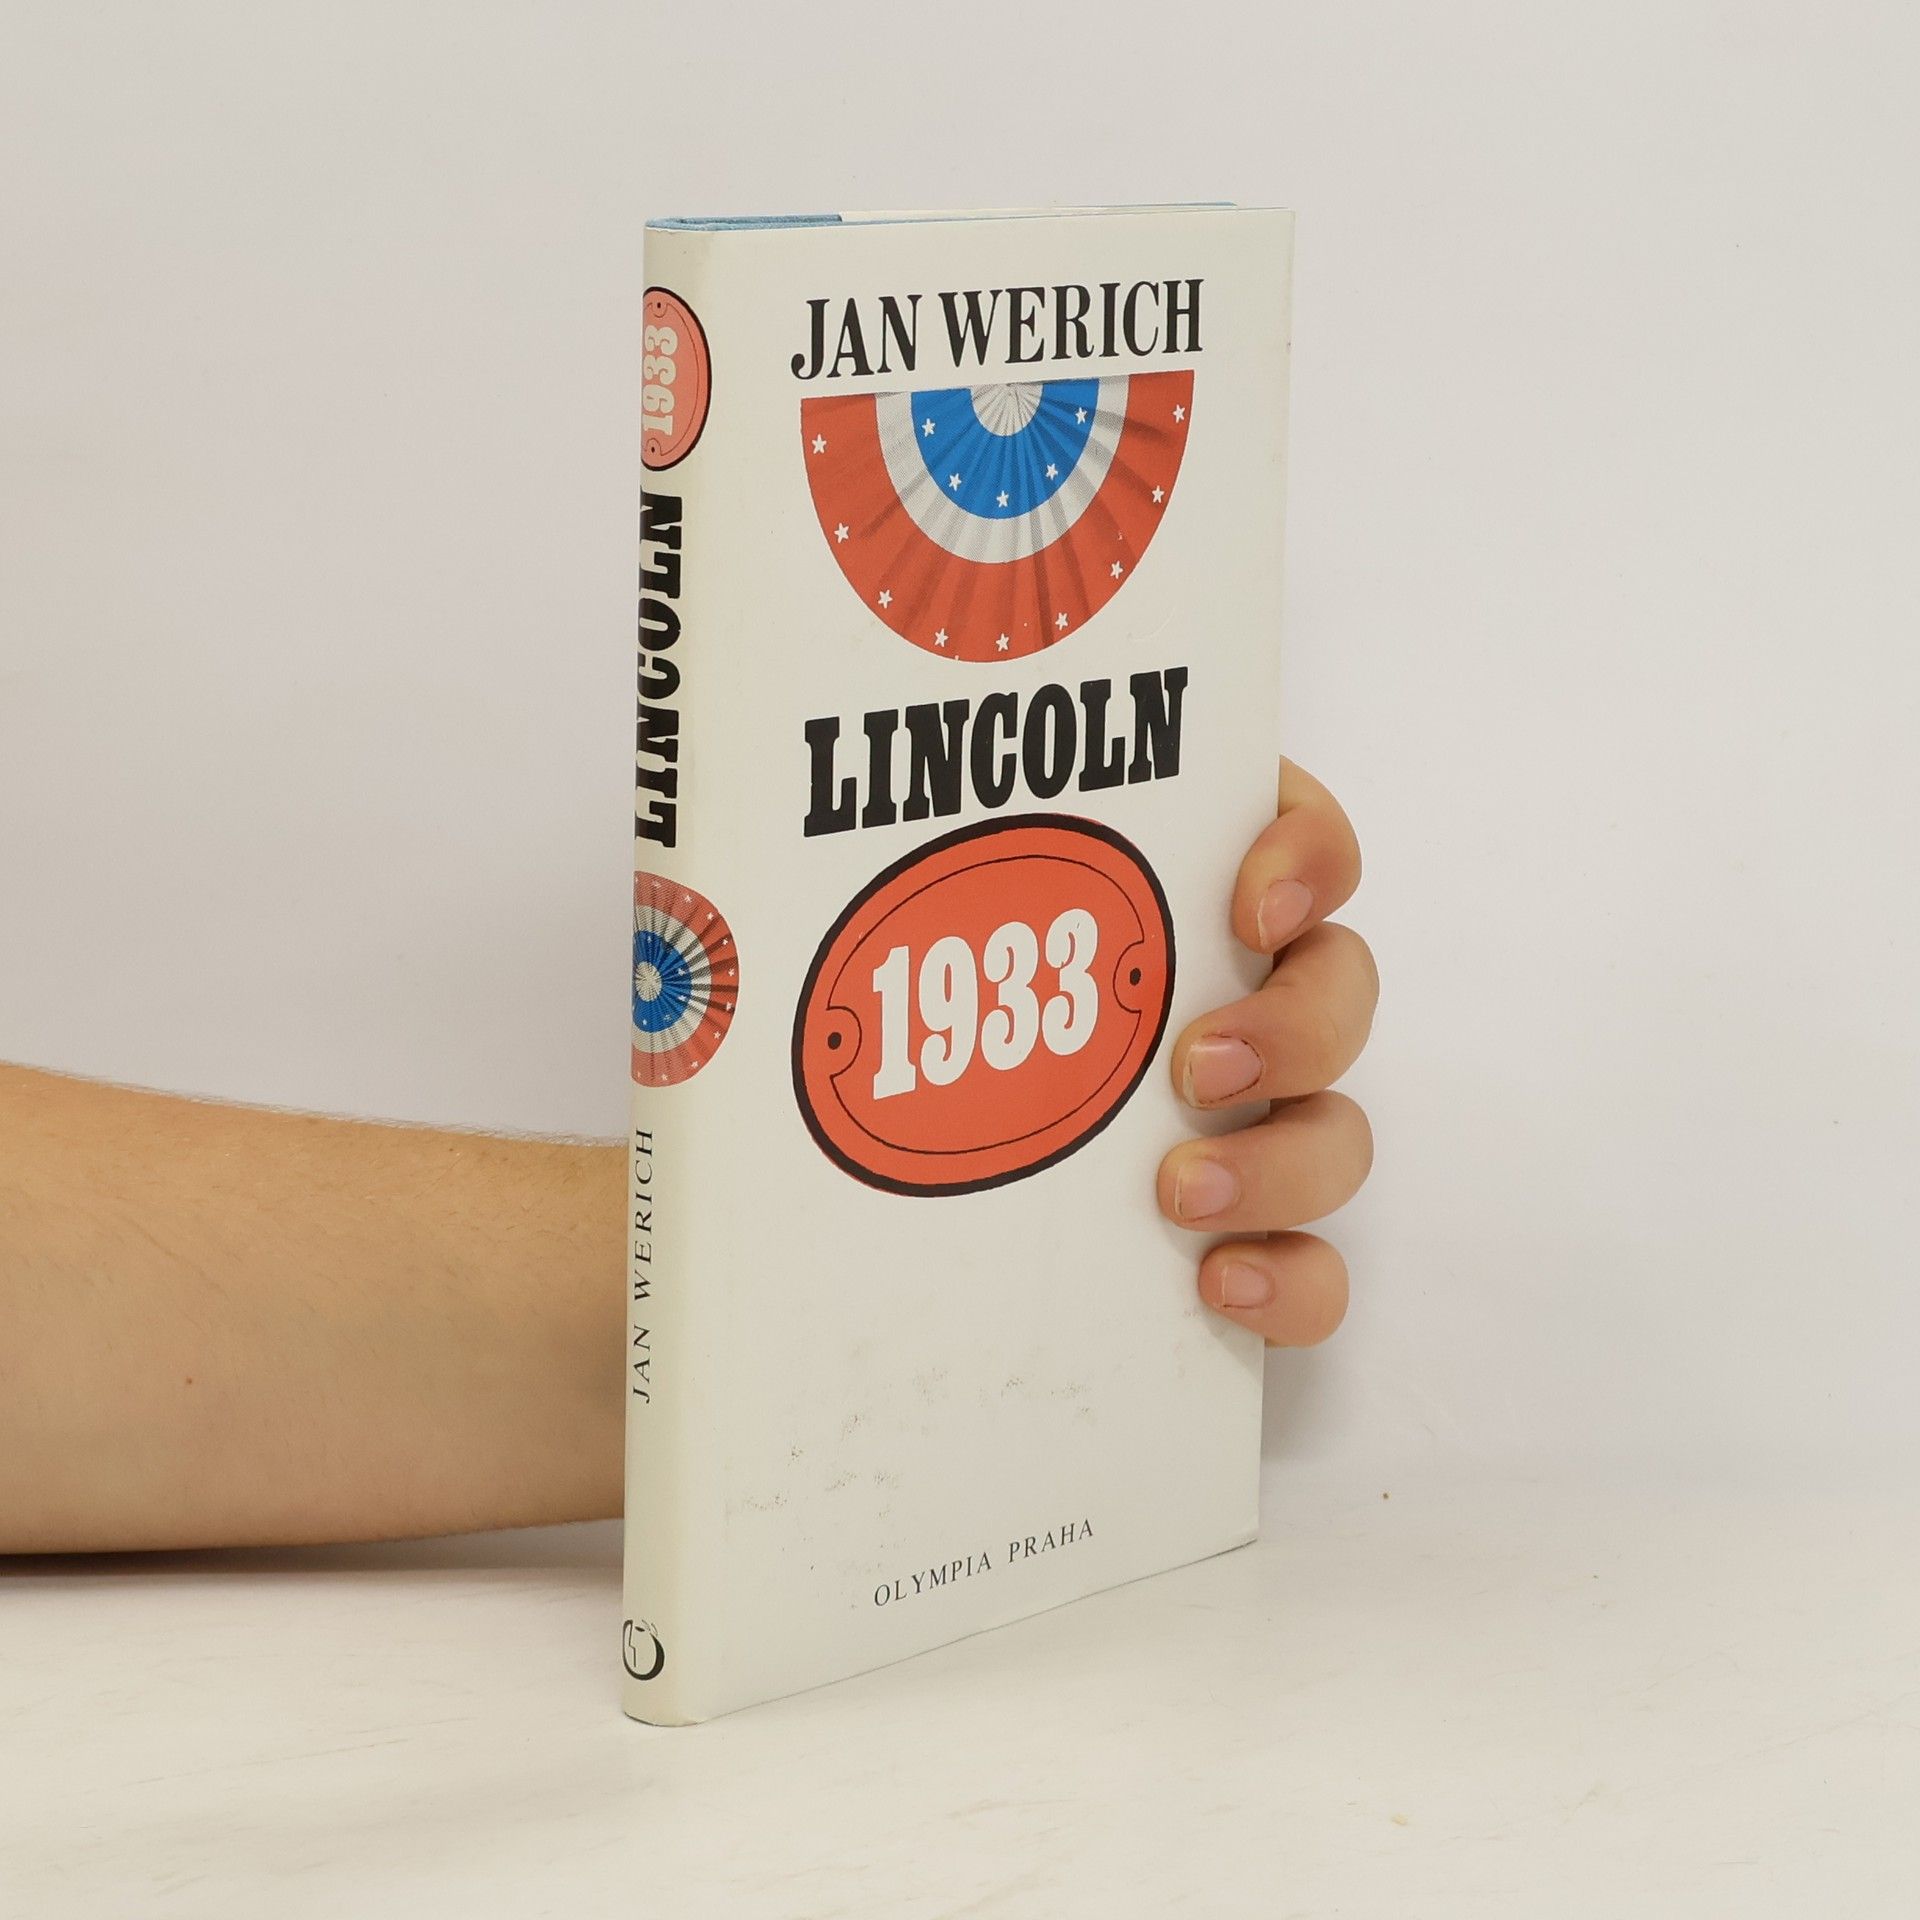 JAN WERICH
LINCOLN
1933
OLYMPIA PRAHA
JAN WERICH
LINCOLN
1933